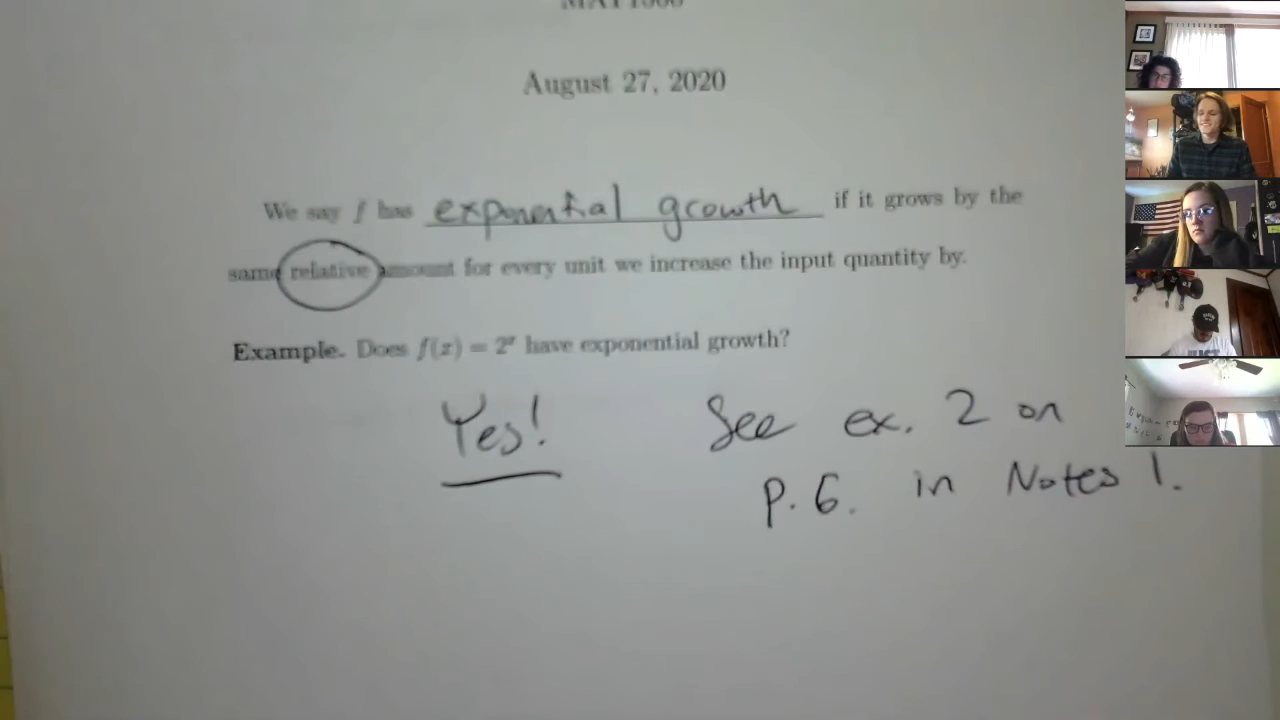 August 27, 2020
We say f has exponential growth if it grows by the
same relative amount for every unit we increase the input quantity by.
Example. Does f(x) = 2ˣ have exponential growth?
Yes! See ex. 2 on
p. 6. in Notes 1.